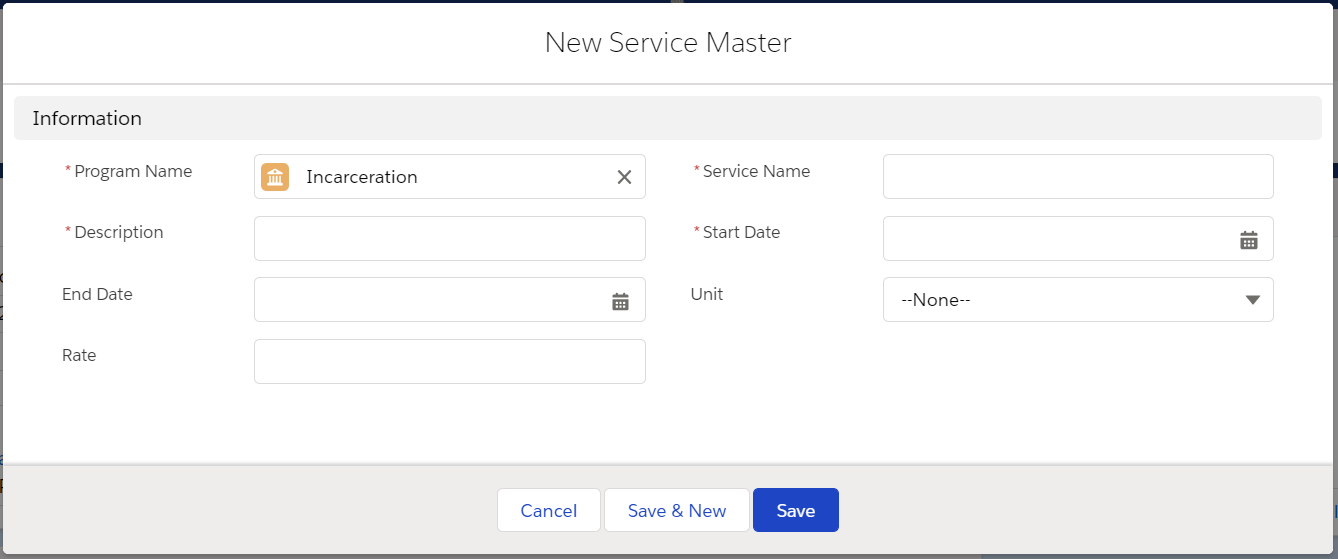 New Service Master
Information
* Program Name
Incarceration
* Service Name
* Description
* Start Date
End Date
Unit
--None--
Rate
Cancel
Save & New
Save